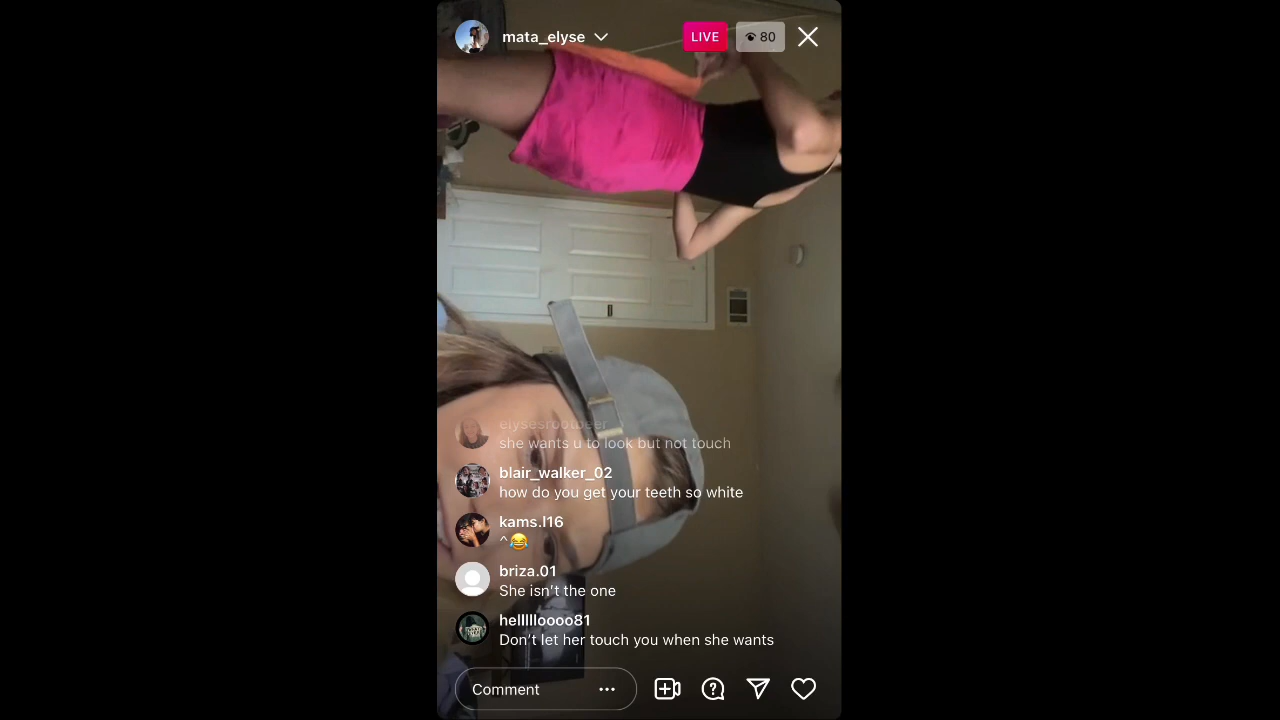 mata_elyse
LIVE
80
elysesrootbeer
she wants u to look but not touch
blair_walker_02
how do you get your teeth so white
kams.l16
^😂
briza.01
She isn't the one
hellllloooo81
Don't let her touch you when she wants
Comment